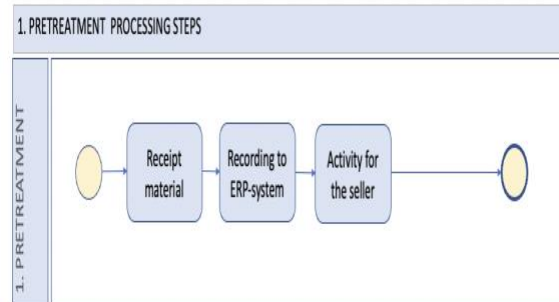 1. PRETREATMENT PROCESSING STEPS
1. PRETREATMENT
Receipt
material
Recording to
ERP-system
Activity for
the seller